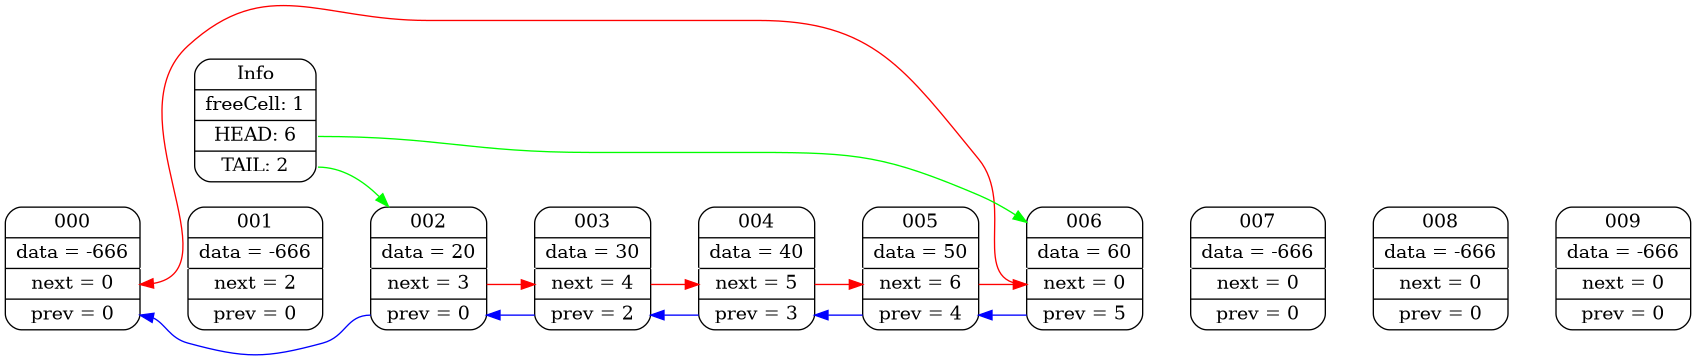 Info
freeCell: 1
HEAD: 6
TAIL: 2
000
data = -666
next = 0
prev = 0
001
data = -666
next = 2
prev = 0
002
data = 20
next = 3
prev = 0
003
data = 30
next = 4
prev = 2
004
data = 40
next = 5
prev = 3
005
data = 50
next = 6
prev = 4
006
data = 60
next = 0
prev = 5
007
data = -666
next = 0
prev = 0
008
data = -666
next = 0
prev = 0
009
data = -666
next = 0
prev = 0